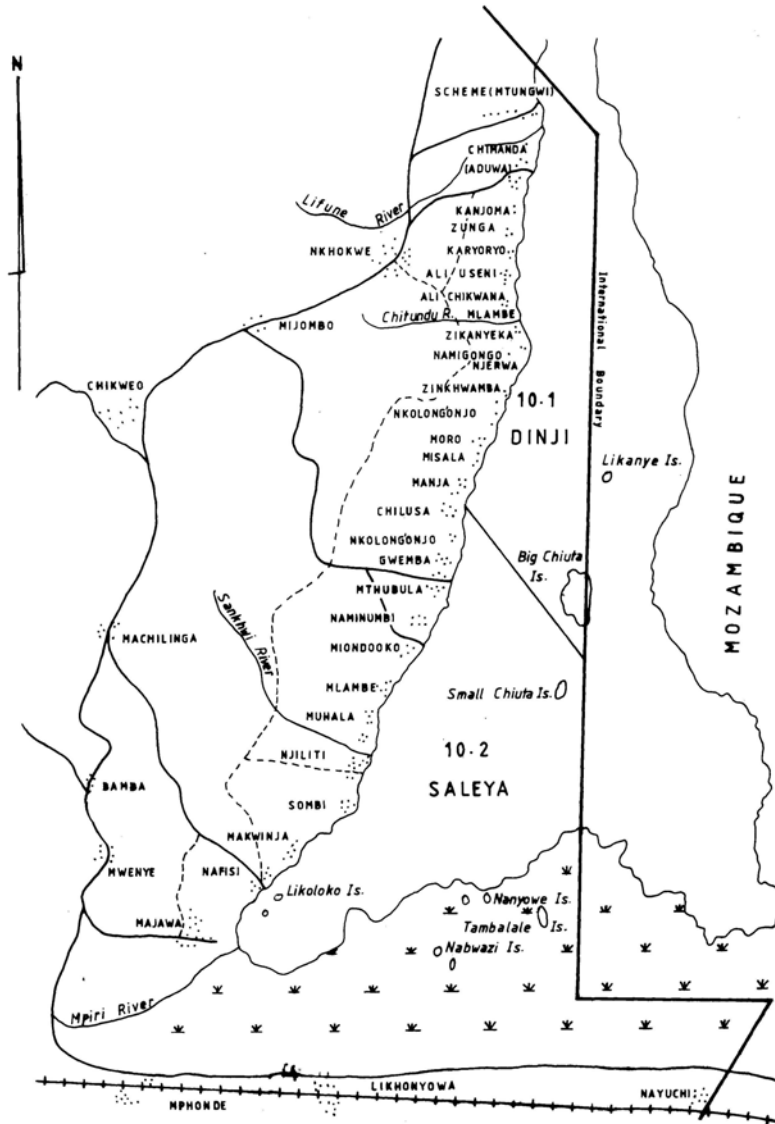 N
SCHEME(MTUNGWI)
CHIMANDA
(ADUWA)
Lifune River
KANJOMA
ZUNGA
NKHOKWE
KARYORYO
ALI USENI
ALI CHIKWANA
Chitundu R.
MLAMBE
MIJOMBO
ZIKANYEKA
NAMIGONGO
NJERWA
CHIKWEO
ZINKHWAMBA
International Boundary
10.1
DINJI
NKOLONGONJO
MORO
MISALA
Likanye Is.
MANJA
MOZAMBIQUE
CHILUSA
NKOLONGONJO
GWEMBA
Big Chiuta
Is.
MTHUBULA
Sankhwi River
NAMINUMBI
MACHILINGA
MIONDOOKO
MLAMBE
Small Chiuta Is.
MUHALA
10.2
SALEYA
NJILITI
BAMBA
SOMBI
MAKWINJA
MWENYE
NAFISI
Likoloko Is.
Nanyowe Is.
MAJAWA
Tambalale
Is.
Nabwazi Is.
Mpiri River
LIKHONYOWA
NAYUCHI
MPHONDE